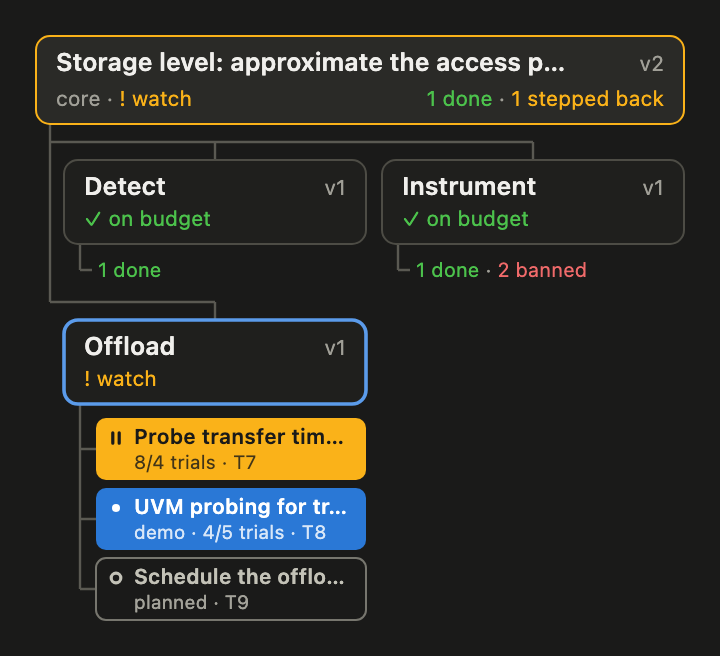 Storage level: approximate the access p... v2
core · ! watch 1 done · 1 stepped back
Detect v1
✓ on budget
1 done
Instrument v1
✓ on budget
1 done · 2 banned
Offload v1
! watch
Probe transfer tim...
8/4 trials · T7
UVM probing for tr...
demo · 4/5 trials · T8
Schedule the offlo...
planned · T9